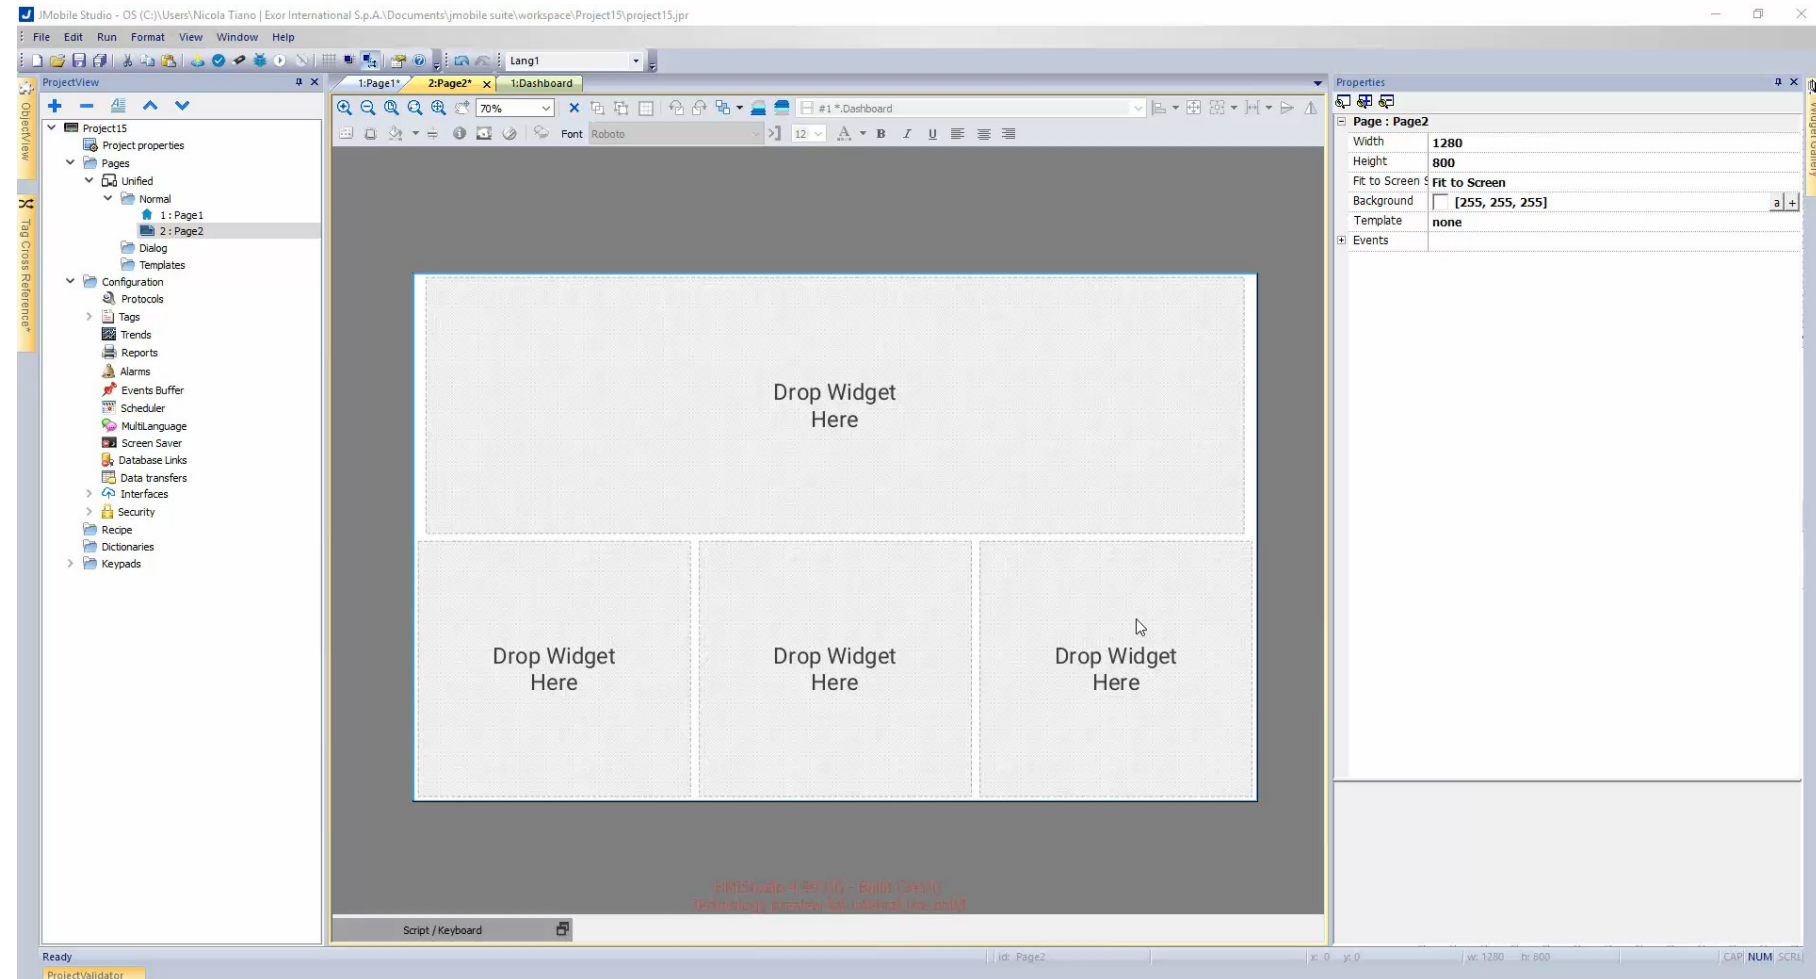 JMobile Studio - OS (C:)\Users\Nicola Tiano | Exor International S.p.A.\Documents\jmobile suite\workspace\Project15\project15.jpr
File Edit Run Format View Window Help
Lang1
ProjectView
1:Page1* 2:Page2* 1:Dashboard
Properties
70% #1 *.Dashboard
Font Roboto 12 A B I U
ObjectView
Tag Cross Reference*
Project15
Project properties
Pages
Unified
Normal
1 : Page1
2 : Page2
Dialog
Templates
Configuration
Protocols
Tags
Trends
Reports
Alarms
Events Buffer
Scheduler
MultiLanguage
Screen Saver
Database Links
Data transfers
Interfaces
Security
Recipe
Dictionaries
Keypads
Drop Widget
Here
Drop Widget
Here
Drop Widget
Here
Drop Widget
Here
Page : Page2
Width 1280
Height 800
Fit to Screen S Fit to Screen
Background [255, 255, 255] a +
Template none
Events
Widget Gallery
Script / Keyboard
Ready id: Page2 x: 0 y: 0 w: 1280 h: 800 CAP NUM SCRL
ProjectValidator